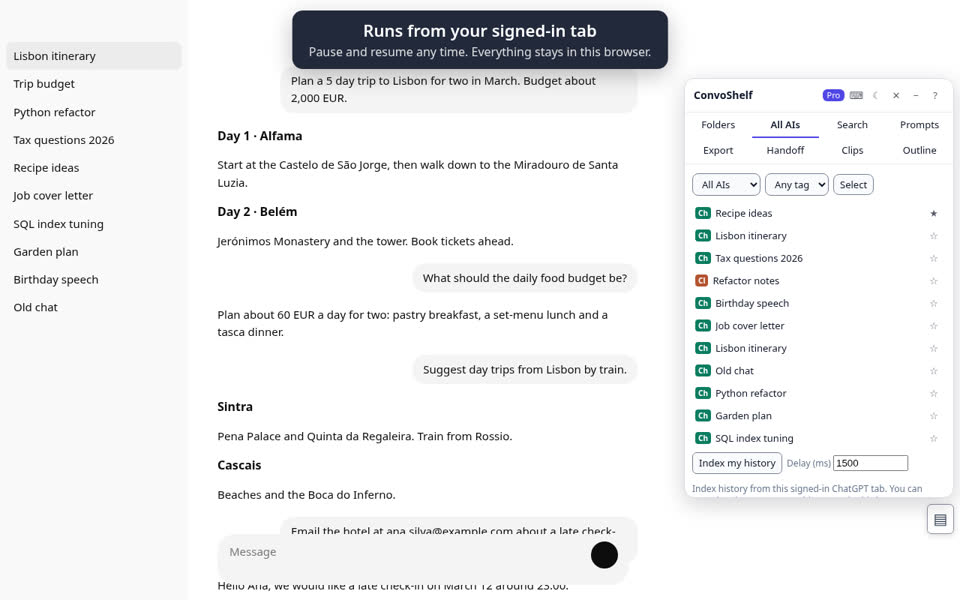 Runs from your signed-in tab
Pause and resume any time. Everything stays in this browser.
Lisbon itinerary
Trip budget
Python refactor
Tax questions 2026
Recipe ideas
Job cover letter
SQL index tuning
Garden plan
Birthday speech
Old chat
Plan a 5 day trip to Lisbon for two in March. Budget about
2,000 EUR.
Day 1 · Alfama
Start at the Castelo de São Jorge, then walk down to the Miradouro de Santa
Luzia.
Day 2 · Belém
Jerónimos Monastery and the tower. Book tickets ahead.
What should the daily food budget be?
Plan about 60 EUR a day for two: pastry breakfast, a set-menu lunch and a
tasca dinner.
Suggest day trips from Lisbon by train.
Sintra
Pena Palace and Quinta da Regaleira. Train from Rossio.
Cascais
Beaches and the Boca do Inferno.
Email the hotel at ana.silva@example.com about a late check-
Message
Hello Ana, we would like a late check-in on March 12 around 23:00.
ConvoShelf
Pro
?
Folders
All AIs
Search
Prompts
Export
Handoff
Clips
Outline
All AIs
Any tag
Select
Ch Recipe ideas
Ch Lisbon itinerary
Ch Tax questions 2026
Cl Refactor notes
Ch Birthday speech
Ch Job cover letter
Ch Lisbon itinerary
Ch Old chat
Ch Python refactor
Ch Garden plan
Ch SQL index tuning
Index my history
Delay (ms) 1500
Index history from this signed-in ChatGPT tab. You can